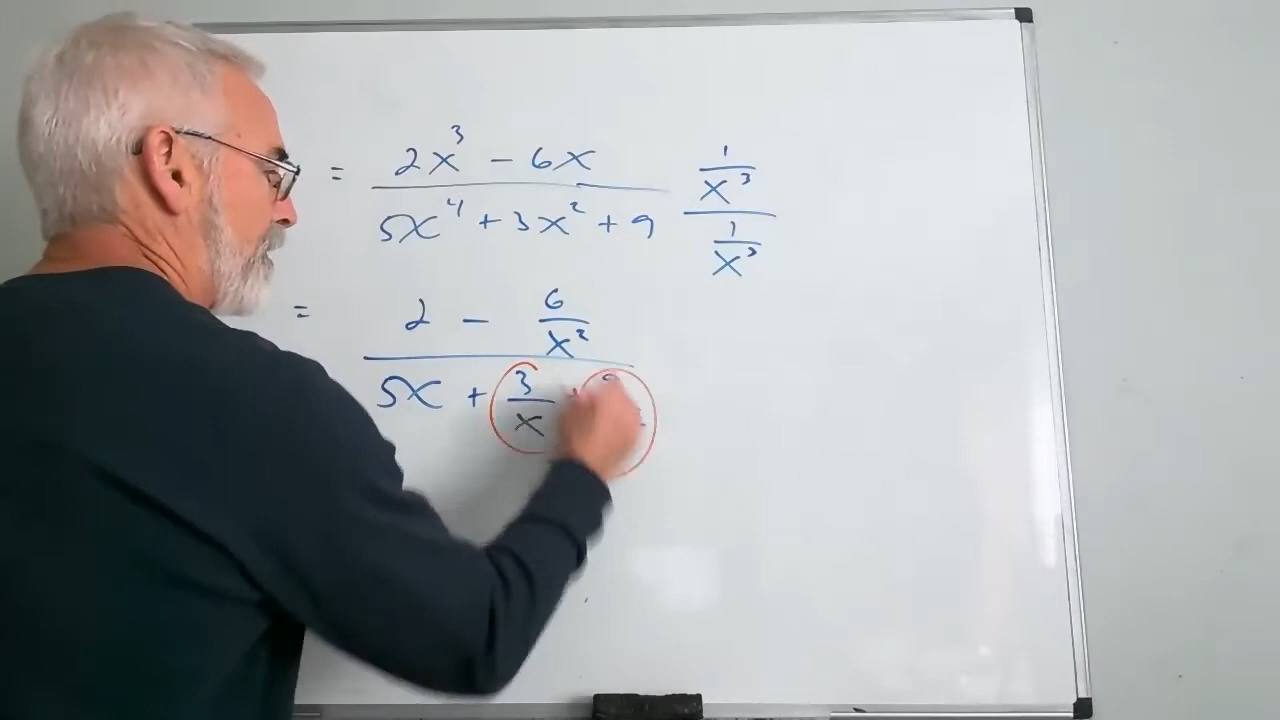 = 2x³ - 6x / 5x⁴ + 3x² + 9 · 1/x³ / 1/x³
= 2 - 6/x² / 5x + 3/x +